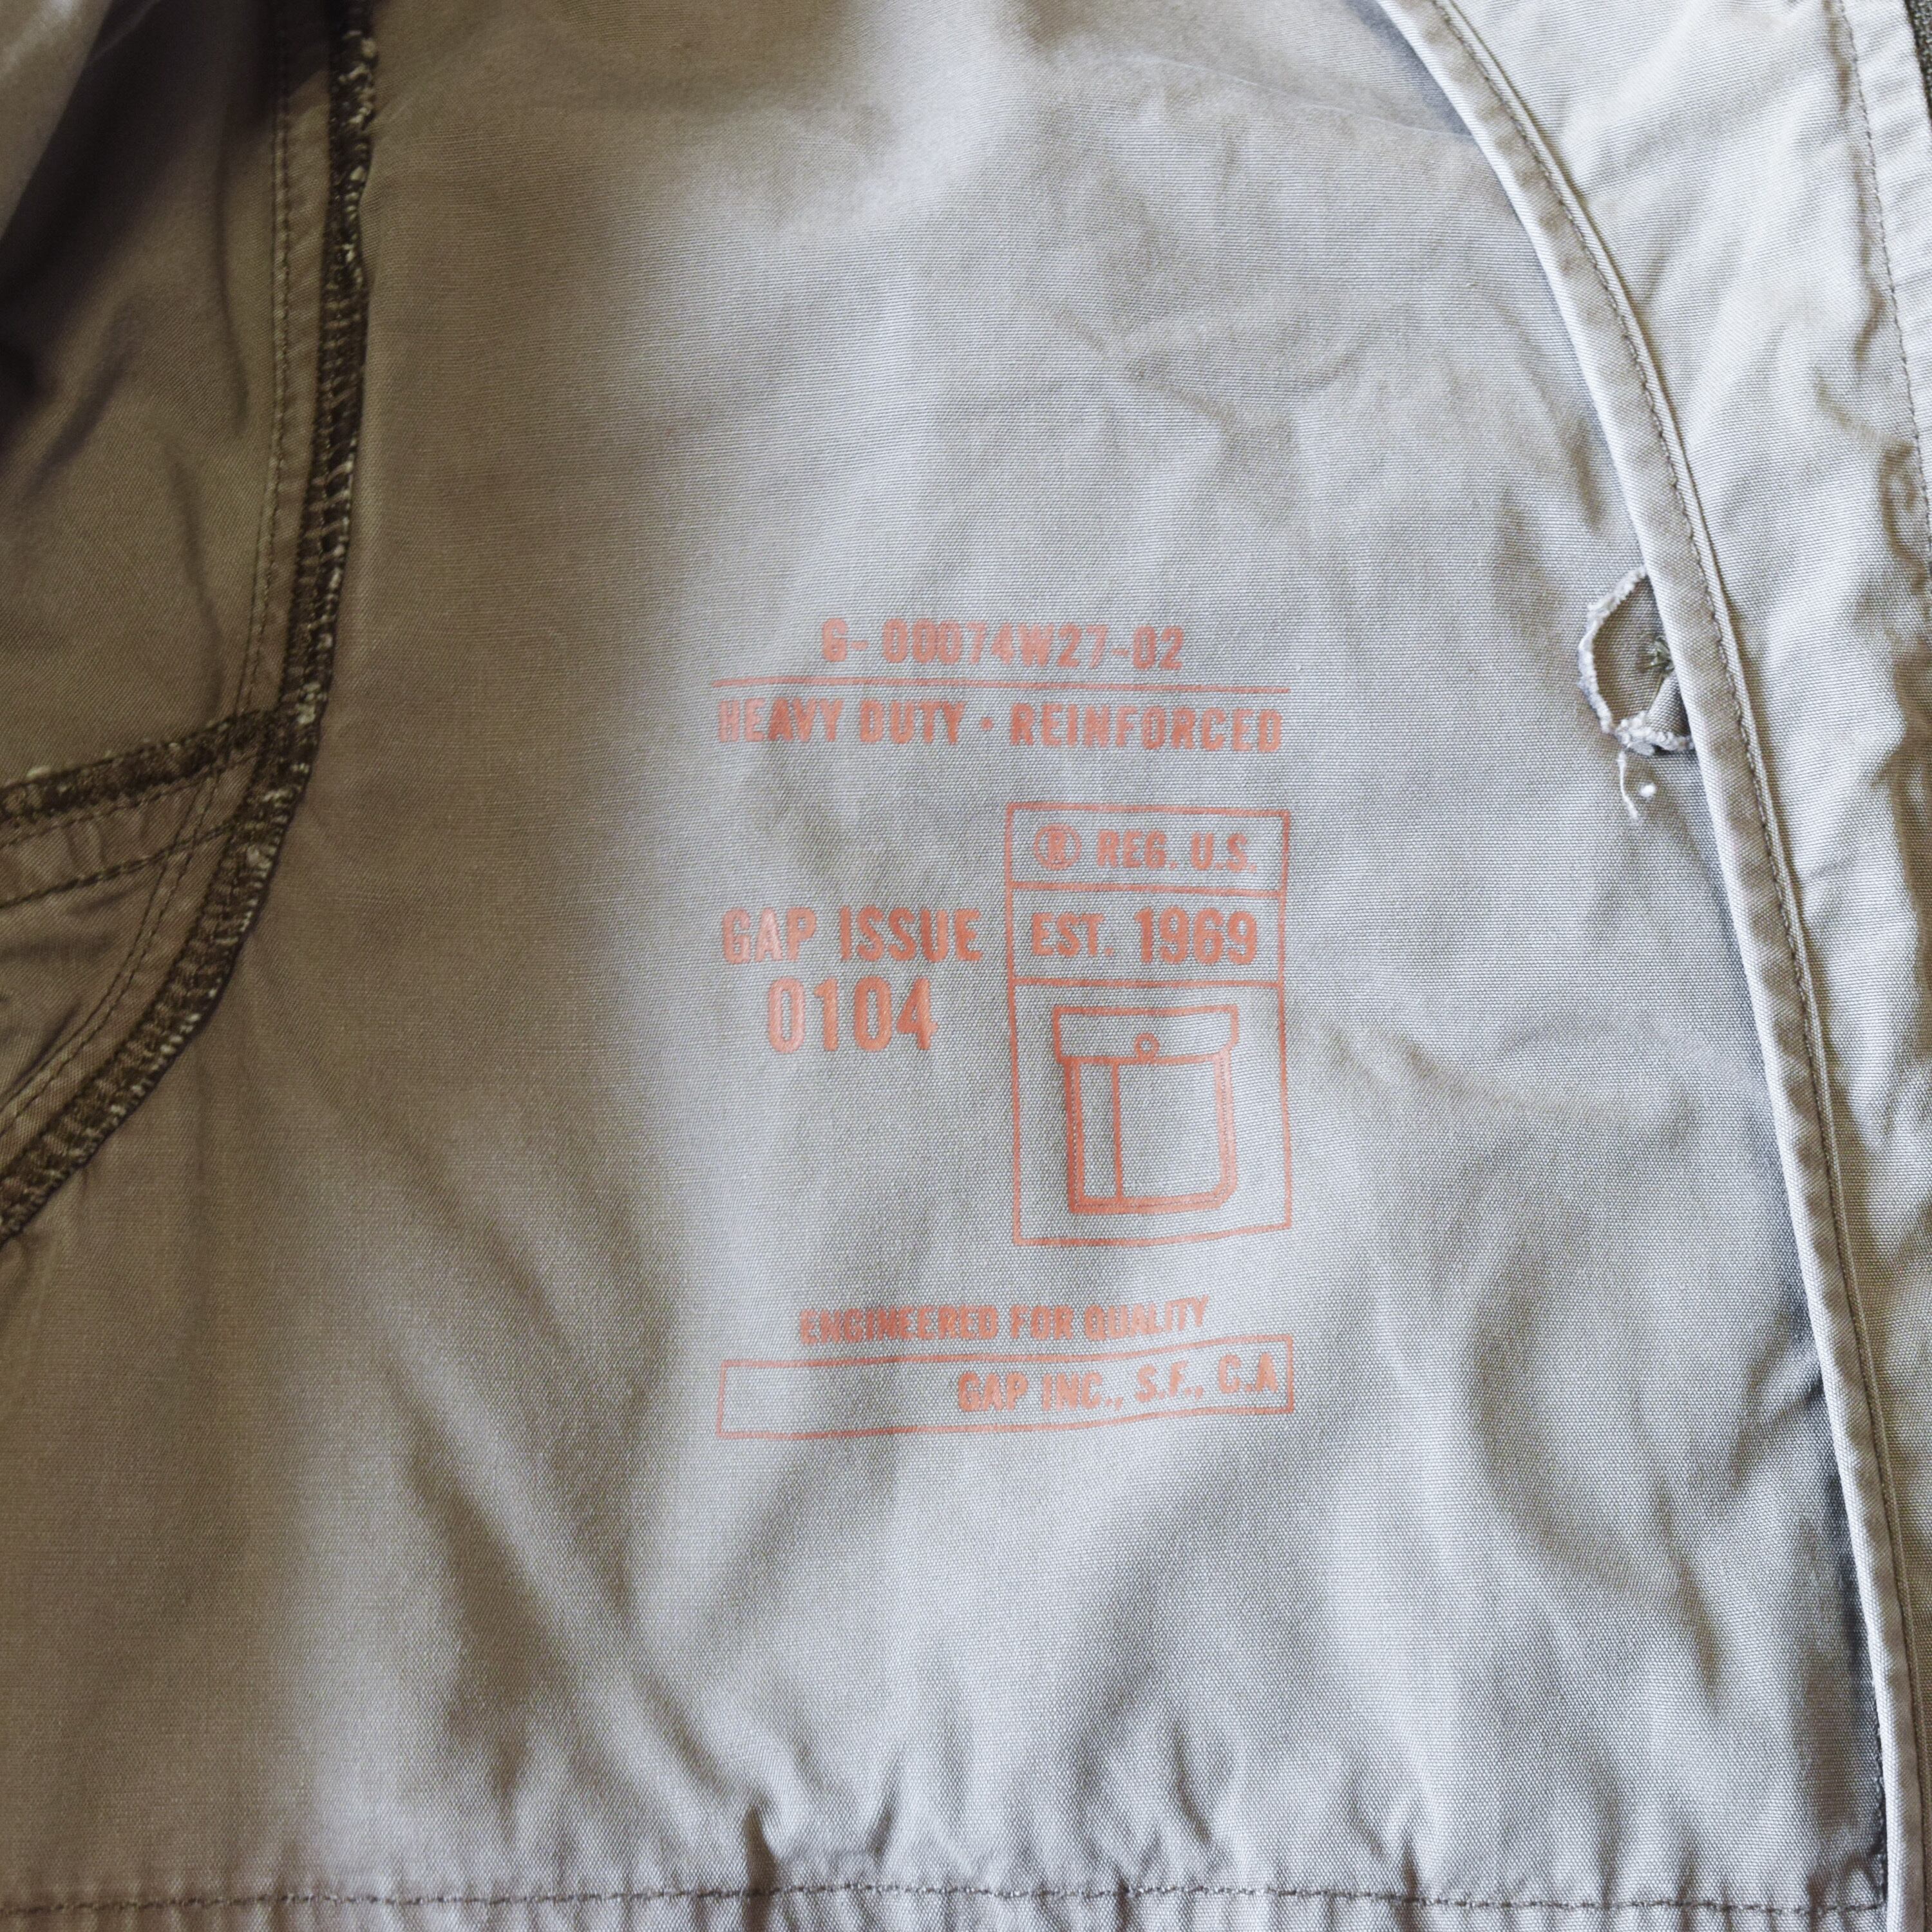 G- 00074W27-02
HEAVY DUTY • REINFORCED
® REG. U.S.
GAP ISSUE
EST. 1969
0104
ENGINEERED FOR QUALITY
GAP INC., S.F., C.A